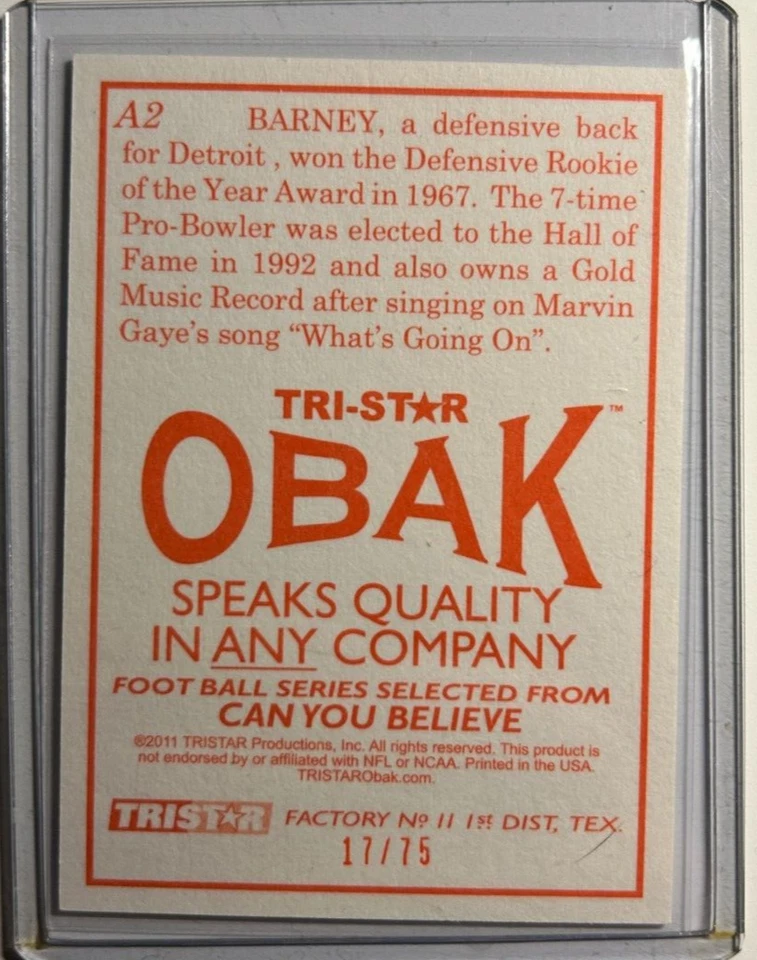 A2 BARNEY, a defensive back
for Detroit , won the Defensive Rookie
of the Year Award in 1967. The 7-time
Pro-Bowler was elected to the Hall of
Fame in 1992 and also owns a Gold
Music Record after singing on Marvin
Gaye's song “What's Going On”.
TRI-ST★R
OBAK™
SPEAKS QUALITY
IN ANY COMPANY
FOOT BALL SERIES SELECTED FROM
CAN YOU BELIEVE
©2011 TRISTAR Productions, Inc. All rights reserved. This product is
not endorsed by or affiliated with NFL or NCAA. Printed in the USA.
TRISTARObak.com.
TRIST★R FACTORY Nº 11 1st DIST, TEX.
17/75